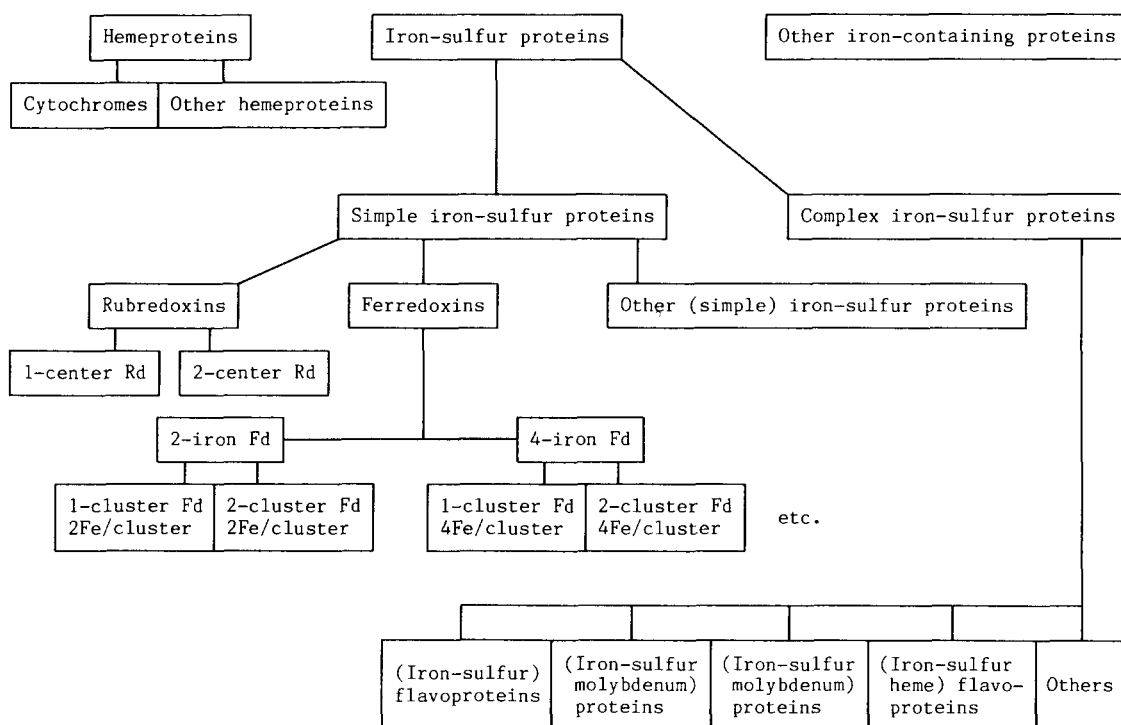 Hemeproteins
Iron-sulfur proteins
Other iron-containing proteins
Cytochromes
Other hemeproteins
Simple iron-sulfur proteins
Complex iron-sulfur proteins
Rubredoxins
Ferredoxins
Other (simple) iron-sulfur proteins
1-center Rd
2-center Rd
2-iron Fd
4-iron Fd
1-cluster Fd
2Fe/cluster
2-cluster Fd
2Fe/cluster
1-cluster Fd
4Fe/cluster
2-cluster Fd
4Fe/cluster
etc.
(Iron-sulfur)
flavoproteins
(Iron-sulfur
molybdenum)
proteins
(Iron-sulfur
molybdenum)
proteins
(Iron-sulfur
heme) flavo-
proteins
Others